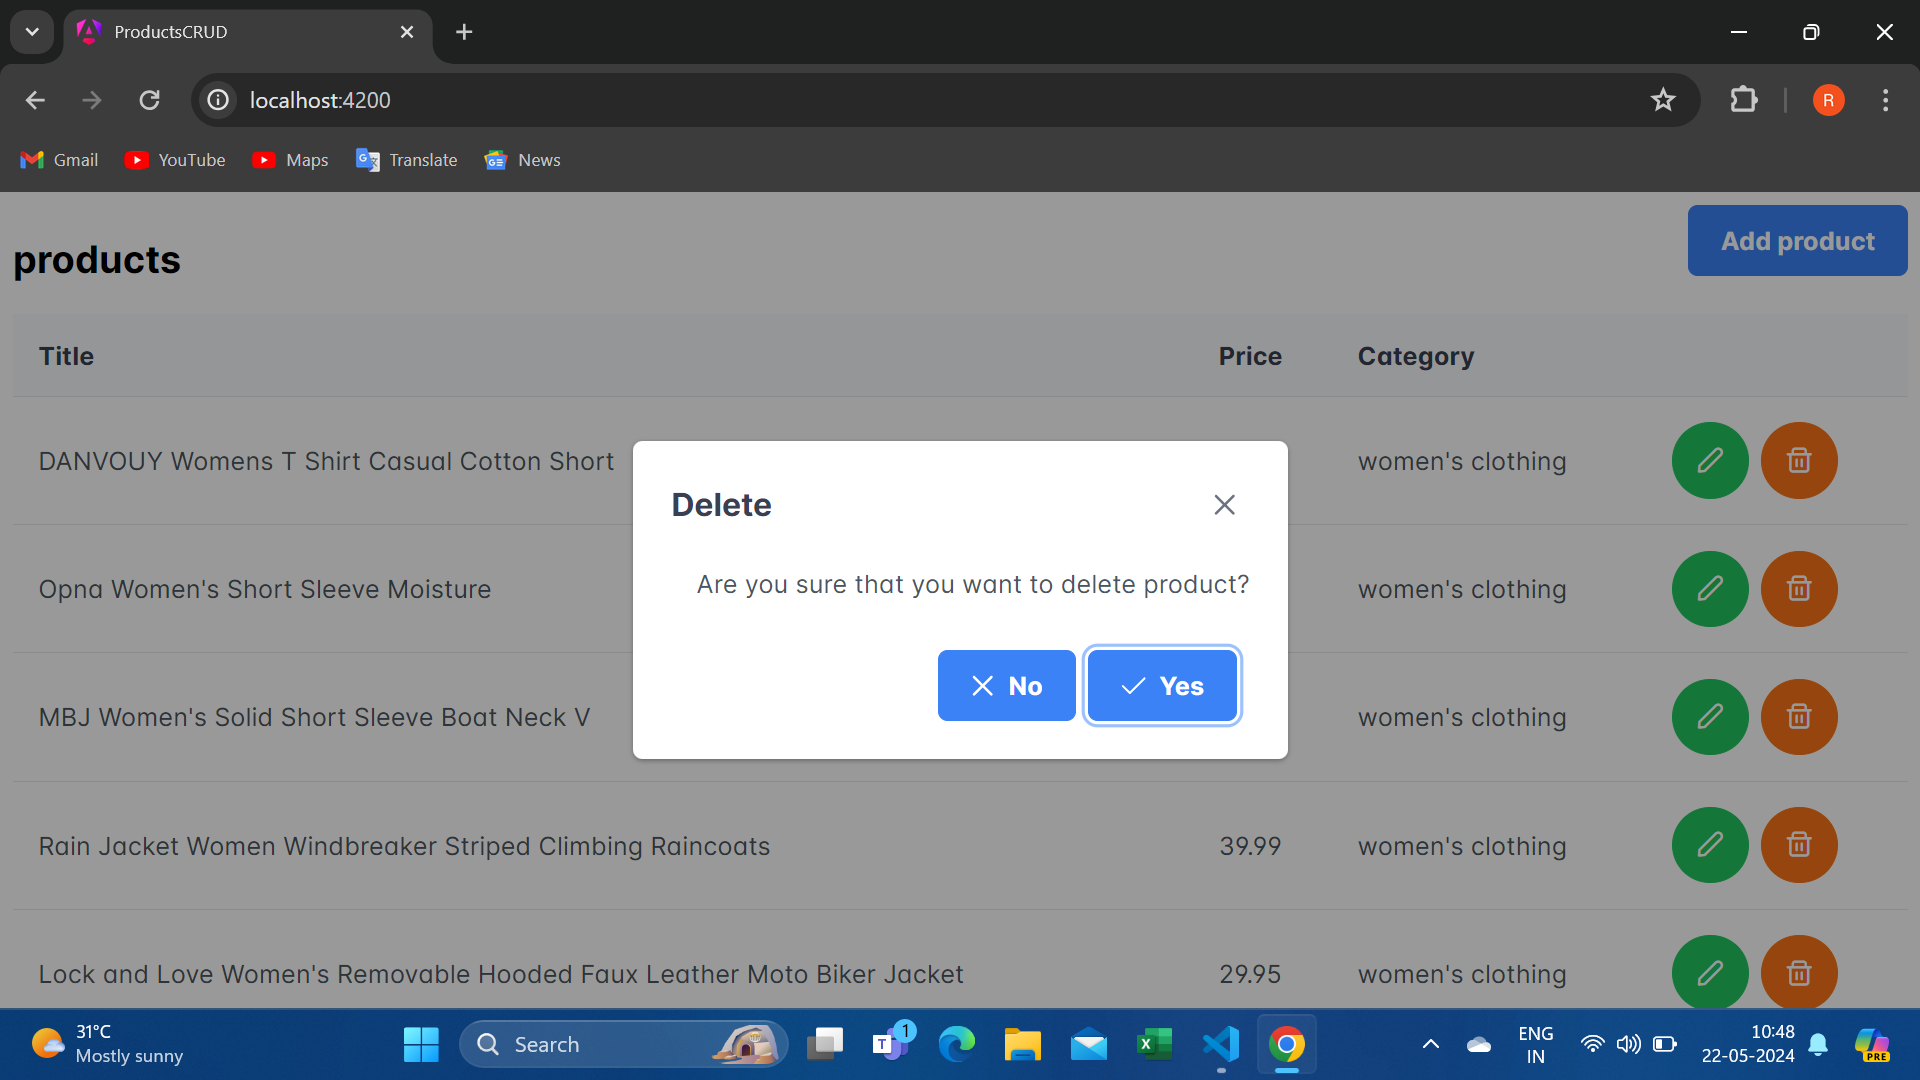 ProductsCRUD
localhost:4200
Gmail YouTube Maps Translate News
products
Add product
Title Price Category
DANVOUY Womens T Shirt Casual Cotton Short women's clothing
Opna Women's Short Sleeve Moisture women's clothing
MBJ Women's Solid Short Sleeve Boat Neck V women's clothing
Rain Jacket Women Windbreaker Striped Climbing Raincoats 39.99 women's clothing
Lock and Love Women's Removable Hooded Faux Leather Moto Biker Jacket 29.95 women's clothing
Delete
Are you sure that you want to delete product?
No Yes
31°C
Mostly sunny
Search
1
ENG
IN
10:48
22-05-2024
PRE
R